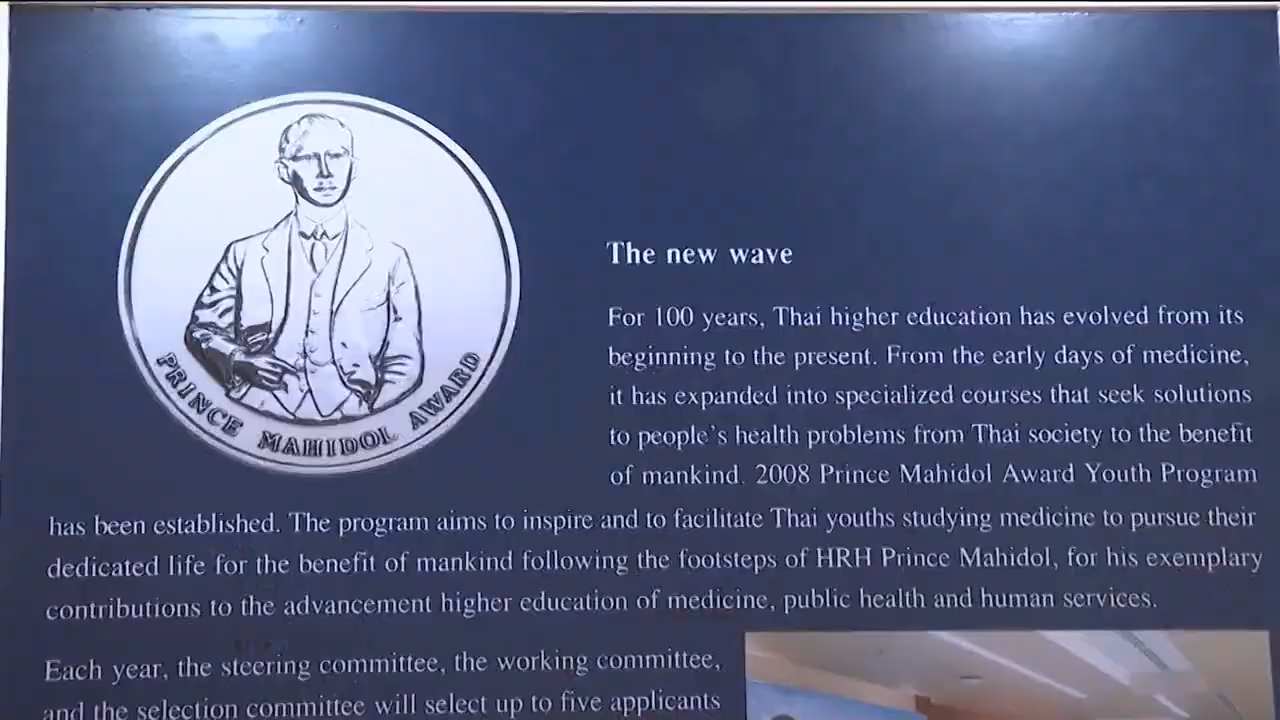 PRINCE MAHIDOL AWARD
The new wave
For 100 years, Thai higher education has evolved from its
beginning to the present. From the early days of medicine,
it has expanded into specialized courses that seek solutions
to people's health problems from Thai society to the benefit
of mankind. 2008 Prince Mahidol Award Youth Program
has been established. The program aims to inspire and to facilitate Thai youths studying medicine to pursue their
dedicated life for the benefit of mankind following the footsteps of HRH Prince Mahidol, for his exemplary
contributions to the advancement higher education of medicine, public health and human services.
Each year, the steering committee, the working committee,
and the selection committee will select up to five applicants